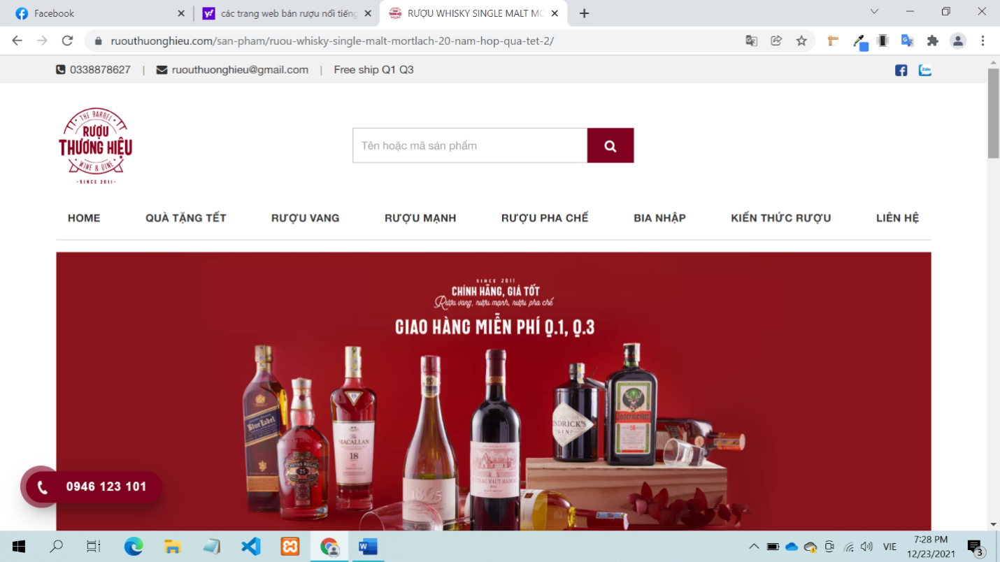 Facebook
các trang web bán rượu nổi tiếng
RƯỢU WHISKY SINGLE MALT MO
ruouthuonghieu.com/san-pham/ruou-whisky-single-malt-mortlach-20-nam-hop-qua-tet-2/
0338878627 | ruouthuonghieu@gmail.com | Free ship Q1 Q3
Zalo
THE BARREL
RƯỢU
THƯƠNG HIỆU
WINE & DINE
-SINCE 2011-
Tên hoặc mã sản phẩm
HOME QUÀ TẶNG TẾT RƯỢU VANG RƯỢU MẠNH RƯỢU PHA CHẾ BIA NHẬP KIẾN THỨC RƯỢU LIÊN HỆ
SINCE 2011
CHÍNH HÃNG, GIÁ TỐT
Rượu vang, rượu mạnh, rượu pha chế
GIAO HÀNG MIỄN PHÍ Q.1, Q.3
Blue Label
CHIVAS REGAL
25
The
MACALLAN
18
1865
CHATEAU HAUT-MADRAC
ENDRICK'S
GIN
Jägermeister
56
0946 123 101
VIE
7:28 PM
12/23/2021
3